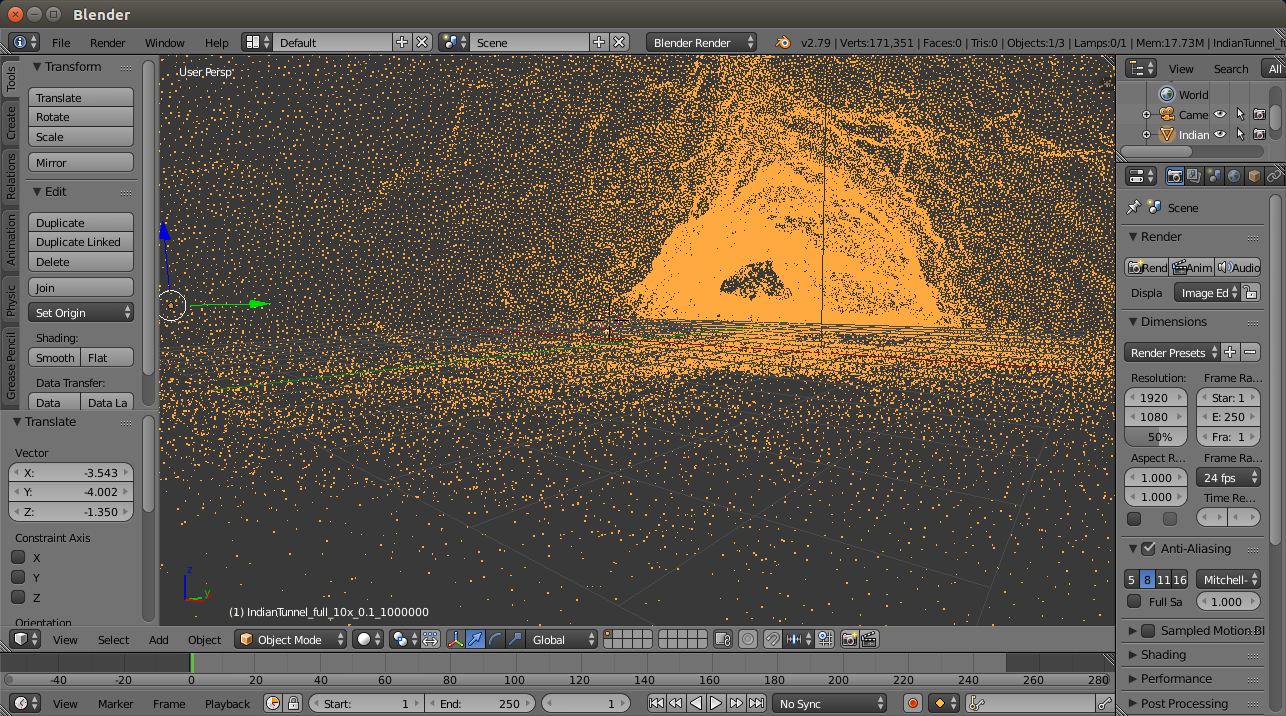 Blender
File Render Window Help Default Scene Blender Render v2.79 | Verts:171,351 | Faces:0 | Tris:0 | Objects:1/3 | Lamps:0/1 | Mem:17.73M |
Tools
Create
Relations
Animation
Physic
Grease Pencil
Transform
Translate
Rotate
Scale
Mirror
Edit
Duplicate
Duplicate Linked
Delete
Join
Set Origin
Shading:
Smooth Flat
Data Transfer:
Data Data La
Translate
Vector
X: -3.543
Y: -4.002
Z: -1.350
Constraint Axis
X
Y
Z
Orientation
User Persp
z
y
(1) IndianTunnel_full_10x_0.1_1000000
View Select Add Object Object Mode Global
View Search All
World
Came
Indian
Scene
Render
Rend Anim Audio
Displa Image Ed
Dimensions
Render Presets
Resolution: Frame Ra...
1920 Star: 1
1080 E: 250
50% Fra: 1
Aspect R... Frame Ra...
1.000 24 fps
1.000 Time Re...
Anti-Aliasing
5 8 11 16 Mitchell-
Full Sa 1.000
Sampled Motion Bl
Shading
Performance
Post Processing
-40 -20 0 20 40 60 80 100 120 140 160 180 200 220 240 260 280
View Marker Frame Playback Start: 1 End: 250 1 No Sync